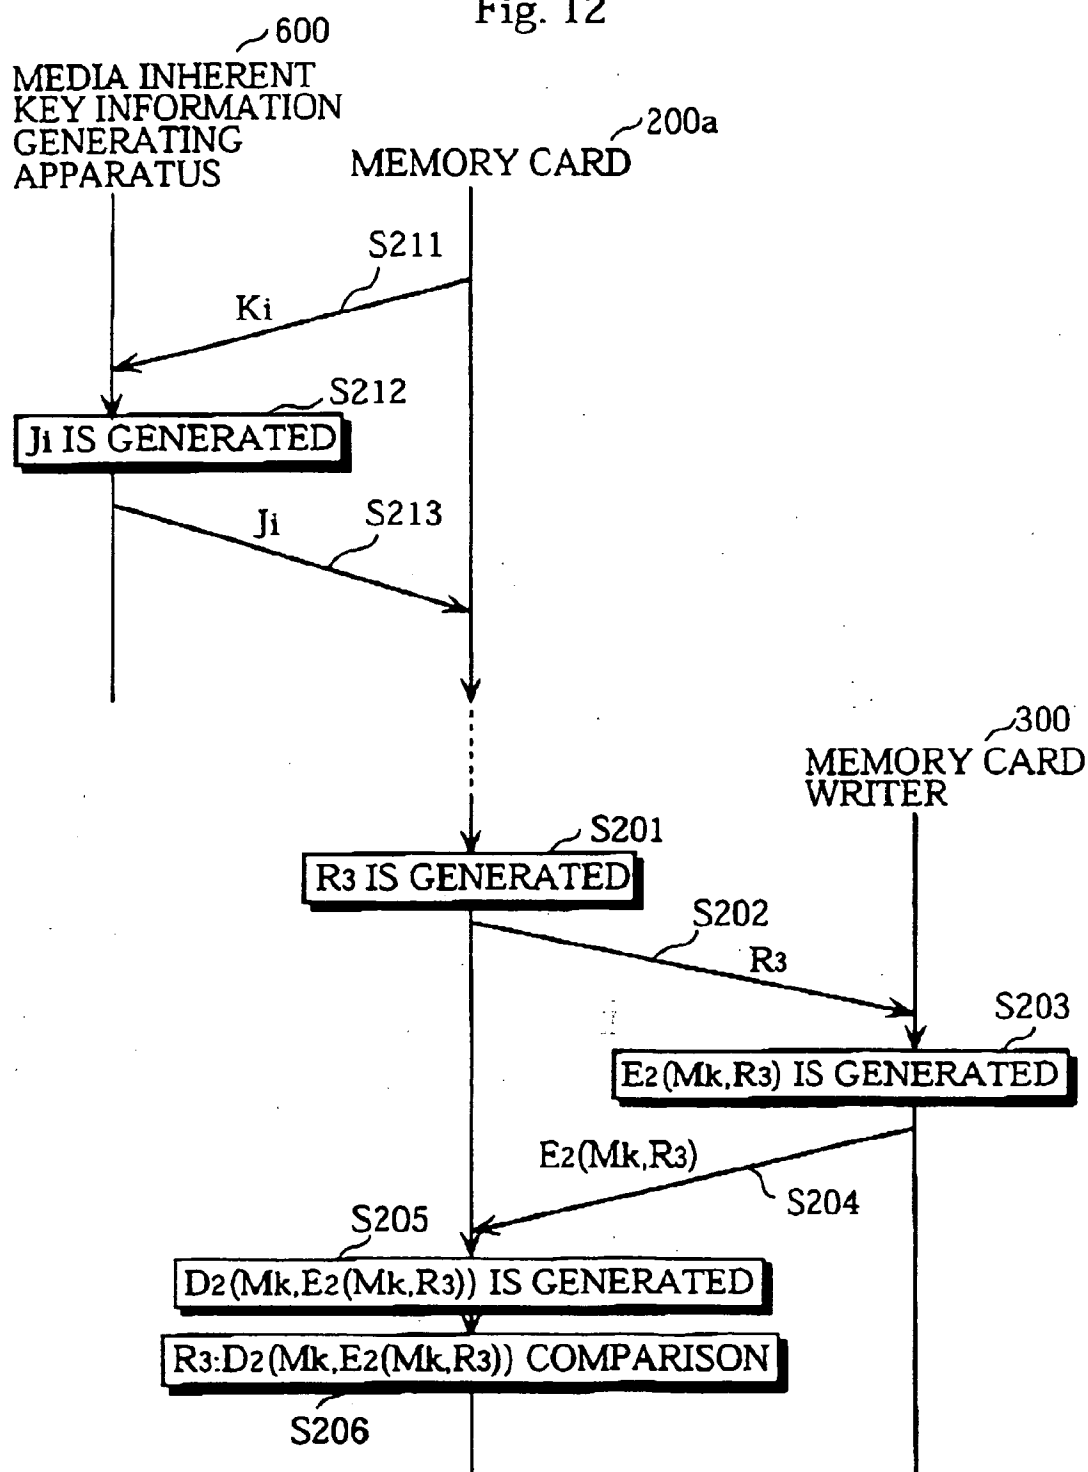 Fig. 12
600
MEDIA INHERENT
KEY INFORMATION
GENERATING
APPARATUS
200a
MEMORY CARD
S211
Ki
S212
Ji IS GENERATED
Ji
S213
300
MEMORY CARD
WRITER
S201
R3 IS GENERATED
S202
R3
S203
E2(Mk,R3) IS GENERATED
E2(Mk,R3)
S204
S205
D2(Mk,E2(Mk,R3)) IS GENERATED
R3:D2(Mk,E2(Mk,R3)) COMPARISON
S206